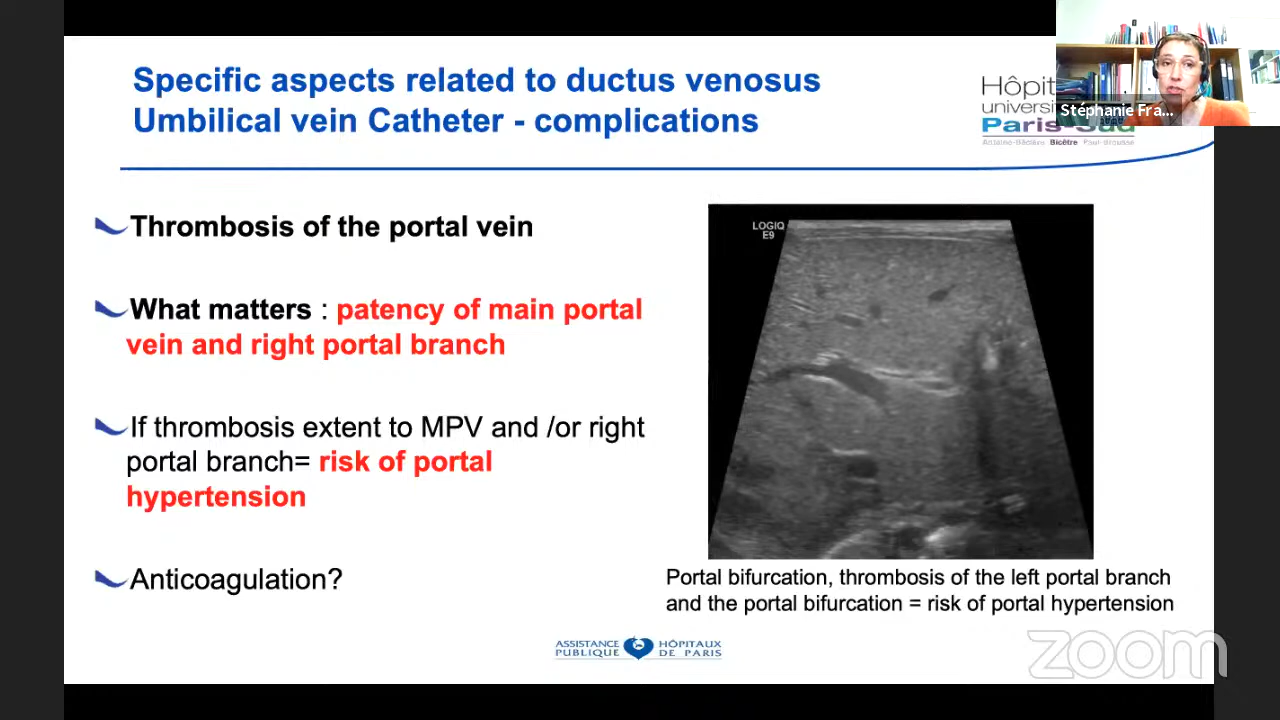 Specific aspects related to ductus venosus
Umbilical vein Catheter - complications
Stéphanie Fra...
Paris-Sud
Thrombosis of the portal vein
What matters : patency of main portal
vein and right portal branch
If thrombosis extent to MPV and /or right
portal branch= risk of portal
hypertension
Anticoagulation?
LOGIQ
E9
Portal bifurcation, thrombosis of the left portal branch
and the portal bifurcation = risk of portal hypertension
ASSISTANCE HÔPITAUX
PUBLIQUE DE PARIS
zoom